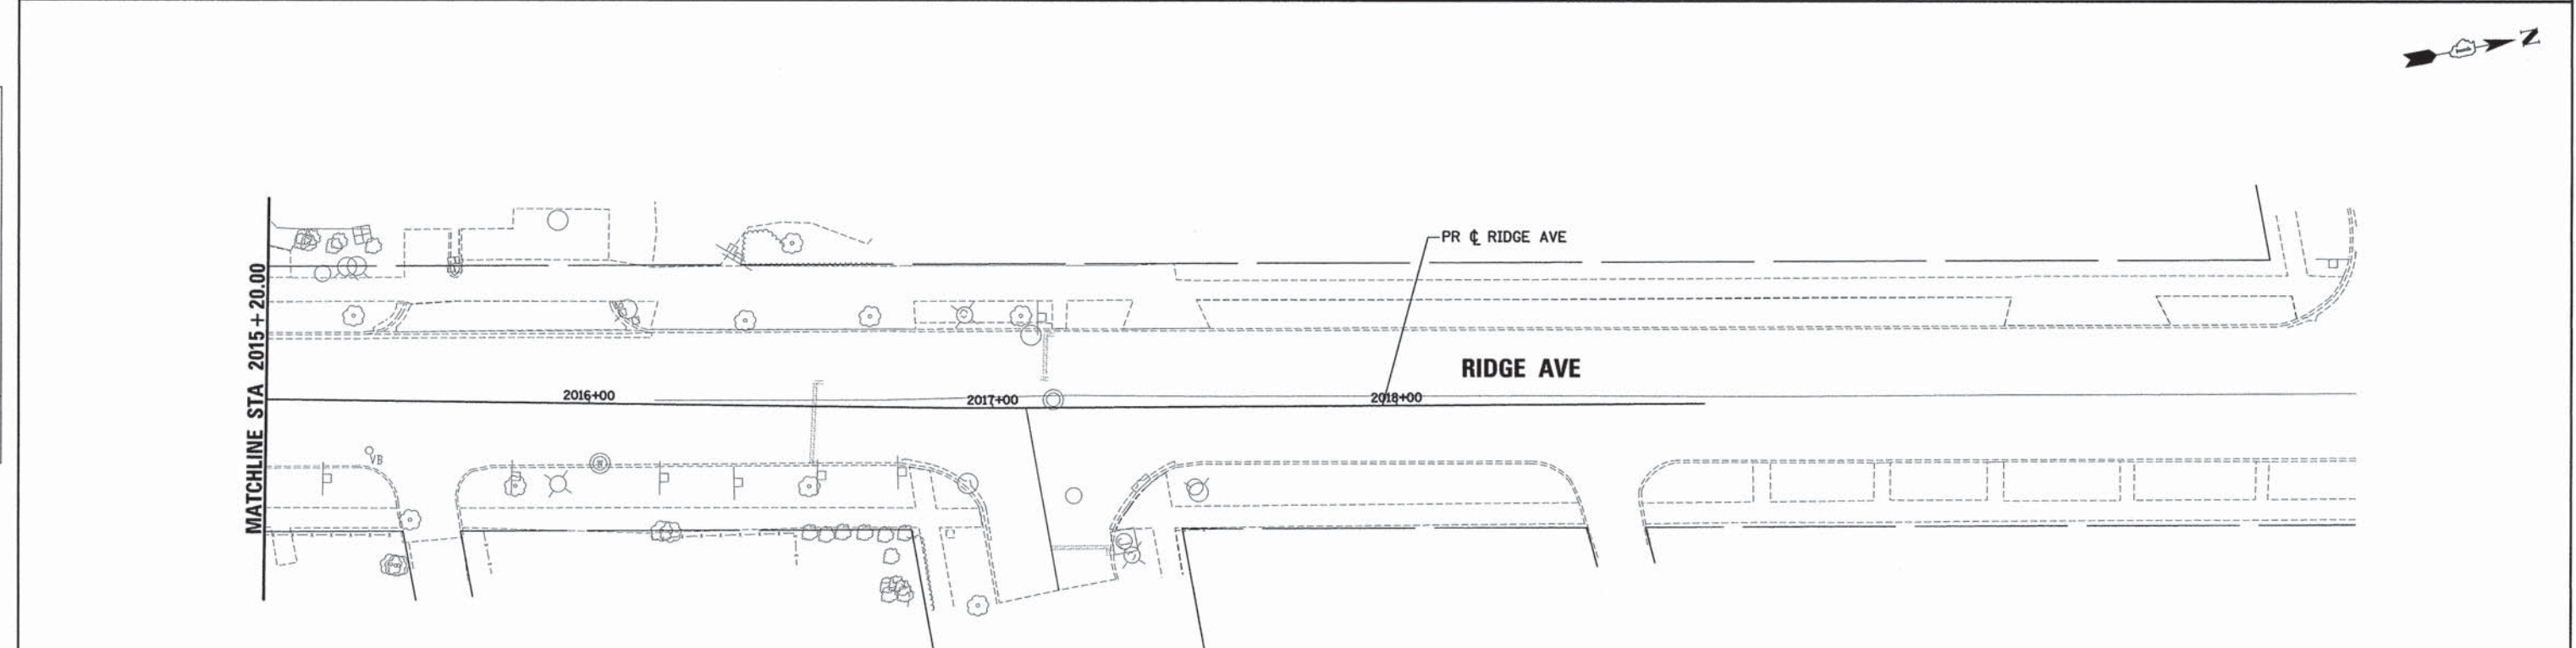 N
PR ℄ RIDGE AVE
MATCHLINE STA 2015+20.00
RIDGE AVE
2016+00
2017+00
2018+00
VB